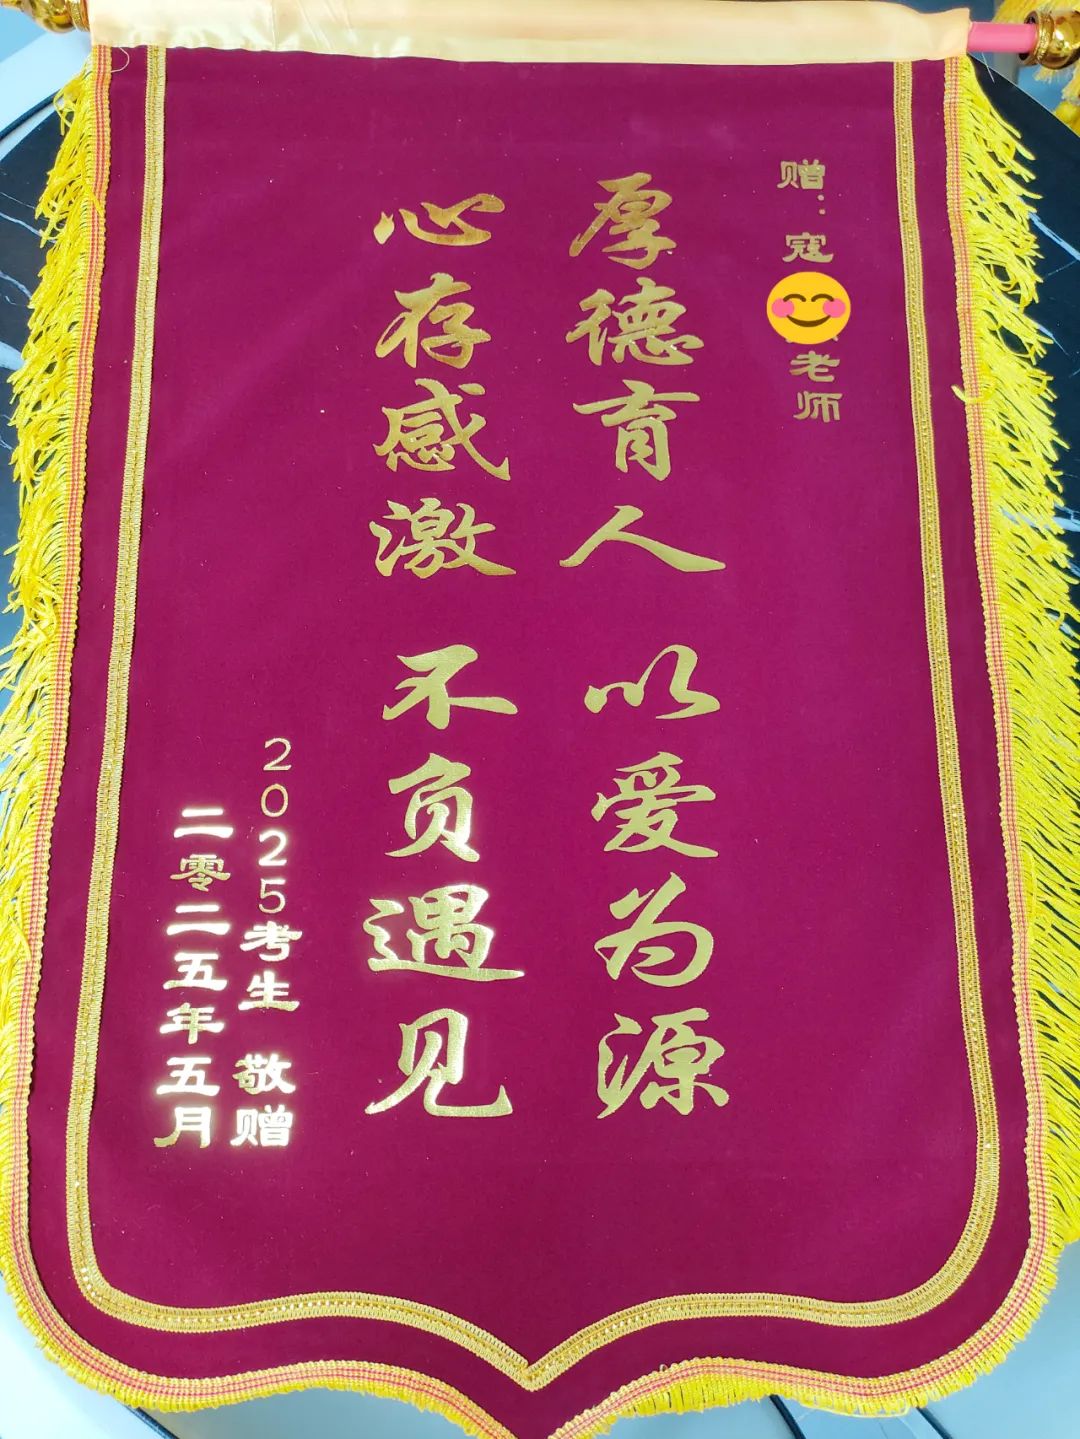 赠：寇
老师
厚德育人 以爱为源
心存感激 不负遇见
2025考生 敬赠
二零二五年五月